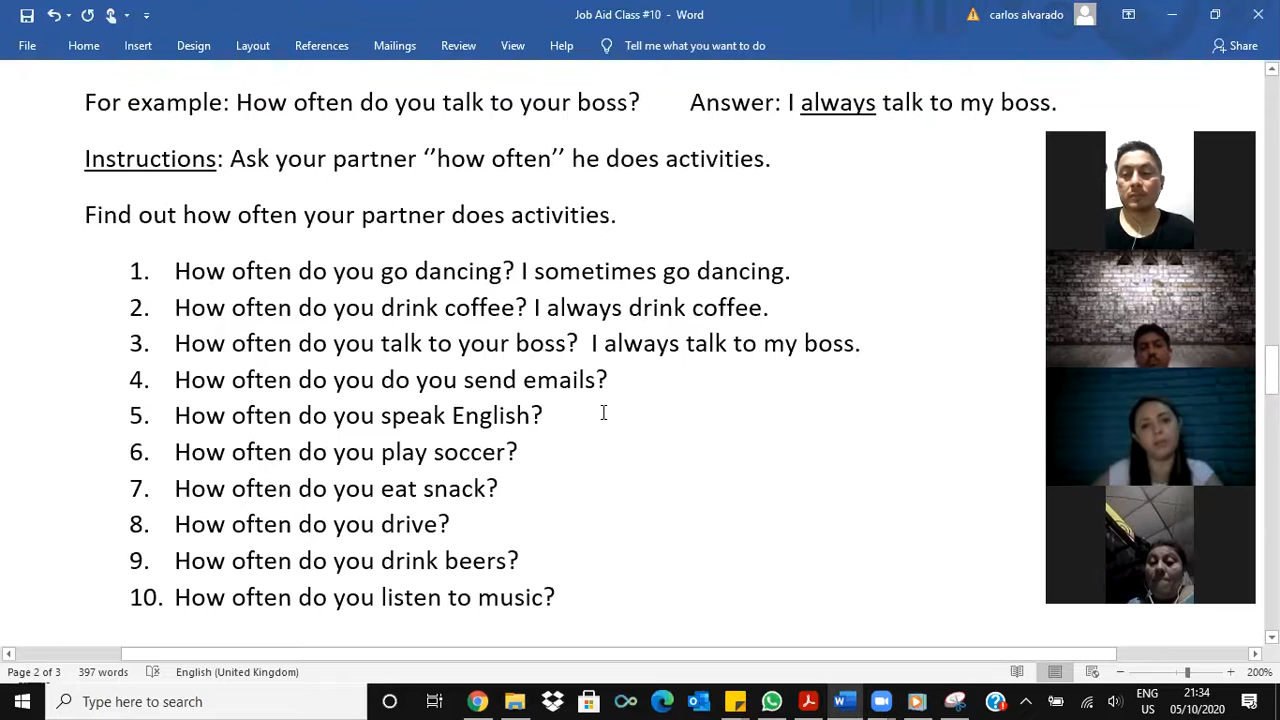 Job Aid Class #10 - Word
carlos alvarado
File Home Insert Design Layout References Mailings Review View Help Tell me what you want to do Share
For example: How often do you talk to your boss? Answer: I always talk to my boss.
Instructions: Ask your partner ‘’how often’’ he does activities.
Find out how often your partner does activities.
1. How often do you go dancing? I sometimes go dancing.
2. How often do you drink coffee? I always drink coffee.
3. How often do you talk to your boss? I always talk to my boss.
4. How often do you do you send emails?
5. How often do you speak English?
6. How often do you play soccer?
7. How often do you eat snack?
8. How often do you drive?
9. How often do you drink beers?
10. How often do you listen to music?
Page 2 of 3 397 words English (United Kingdom) 200%
Type here to search
ENG 21:34
US 05/10/2020